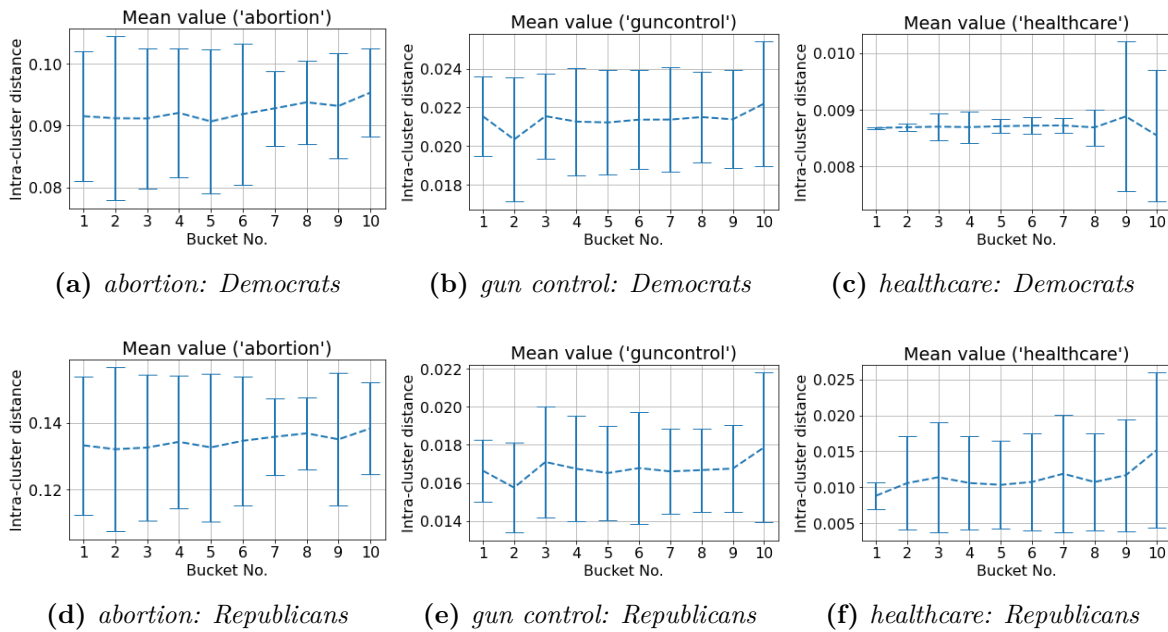 Mean value ('abortion')
Intra-cluster distance
0.10
0.09
0.08
1 2 3 4 5 6 7 8 9 10
Bucket No.
(a) abortion: Democrats
Mean value ('guncontrol')
Intra-cluster distance
0.024
0.022
0.020
0.018
1 2 3 4 5 6 7 8 9 10
Bucket No.
(b) gun control: Democrats
Mean value ('healthcare')
Intra-cluster distance
0.010
0.009
0.008
1 2 3 4 5 6 7 8 9 10
Bucket No.
(c) healthcare: Democrats
Mean value ('abortion')
Intra-cluster distance
0.14
0.12
1 2 3 4 5 6 7 8 9 10
Bucket No.
(d) abortion: Republicans
Mean value ('guncontrol')
Intra-cluster distance
0.022
0.020
0.018
0.016
0.014
1 2 3 4 5 6 7 8 9 10
Bucket No.
(e) gun control: Republicans
Mean value ('healthcare')
Intra-cluster distance
0.025
0.020
0.015
0.010
0.005
1 2 3 4 5 6 7 8 9 10
Bucket No.
(f) healthcare: Republicans